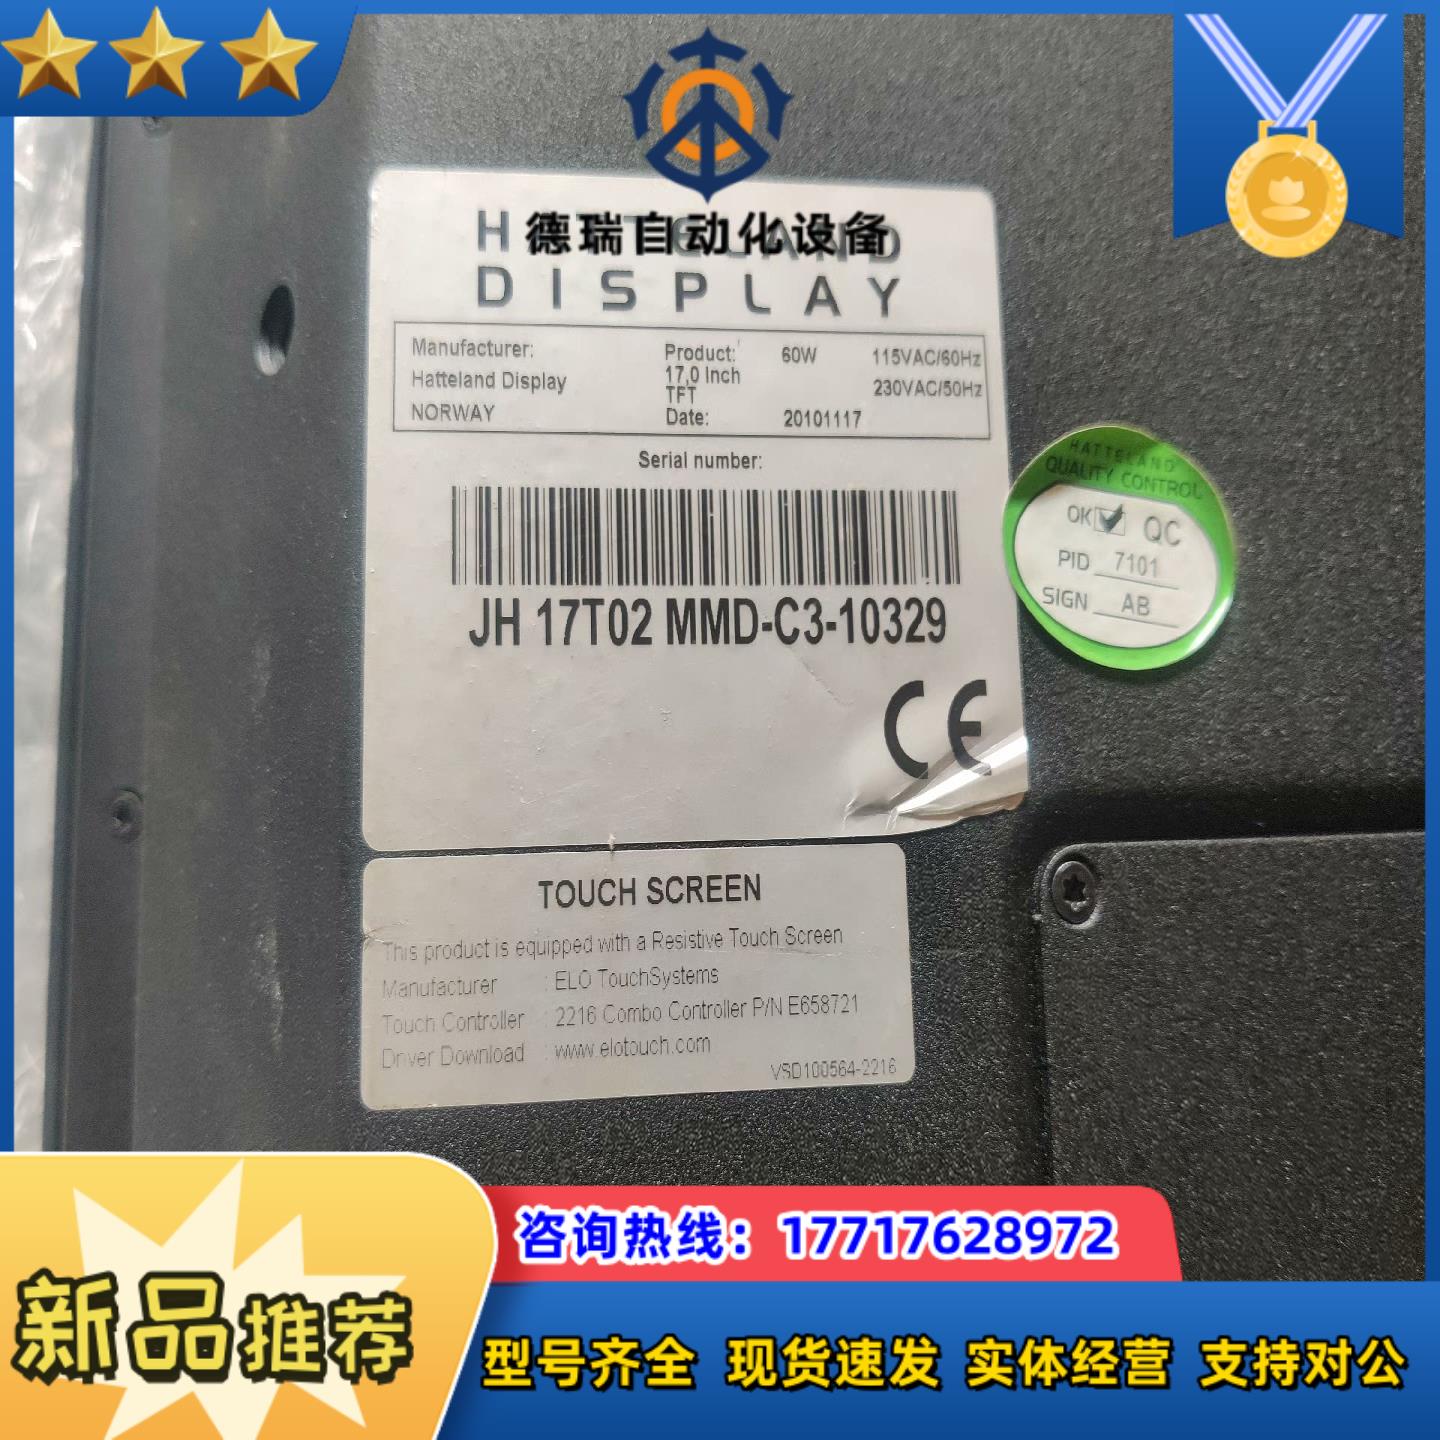 德瑞自动化设备
DISPLAY
Manufacturer:
Hatteland Display
NORWAY
Product: 60W 115VAC/60Hz
17,0 Inch
TFT 230VAC/50Hz
Date: 20101117
Serial number:
JH 17T02 MMD-C3-10329
CE
HATTELAND
QUALITY CONTROL
OK QC
PID 7101
SIGN AB
TOUCH SCREEN
This product is equipped with a Resistive Touch Screen
Manufacturer : ELO TouchSystems
Touch Controller : 2216 Combo Controller P/N E658721
Driver Download : www.elotouch.com
VSD100564-2216
咨询热线：17717628972
新品推荐
型号齐全 现货速发 实体经营 支持对公